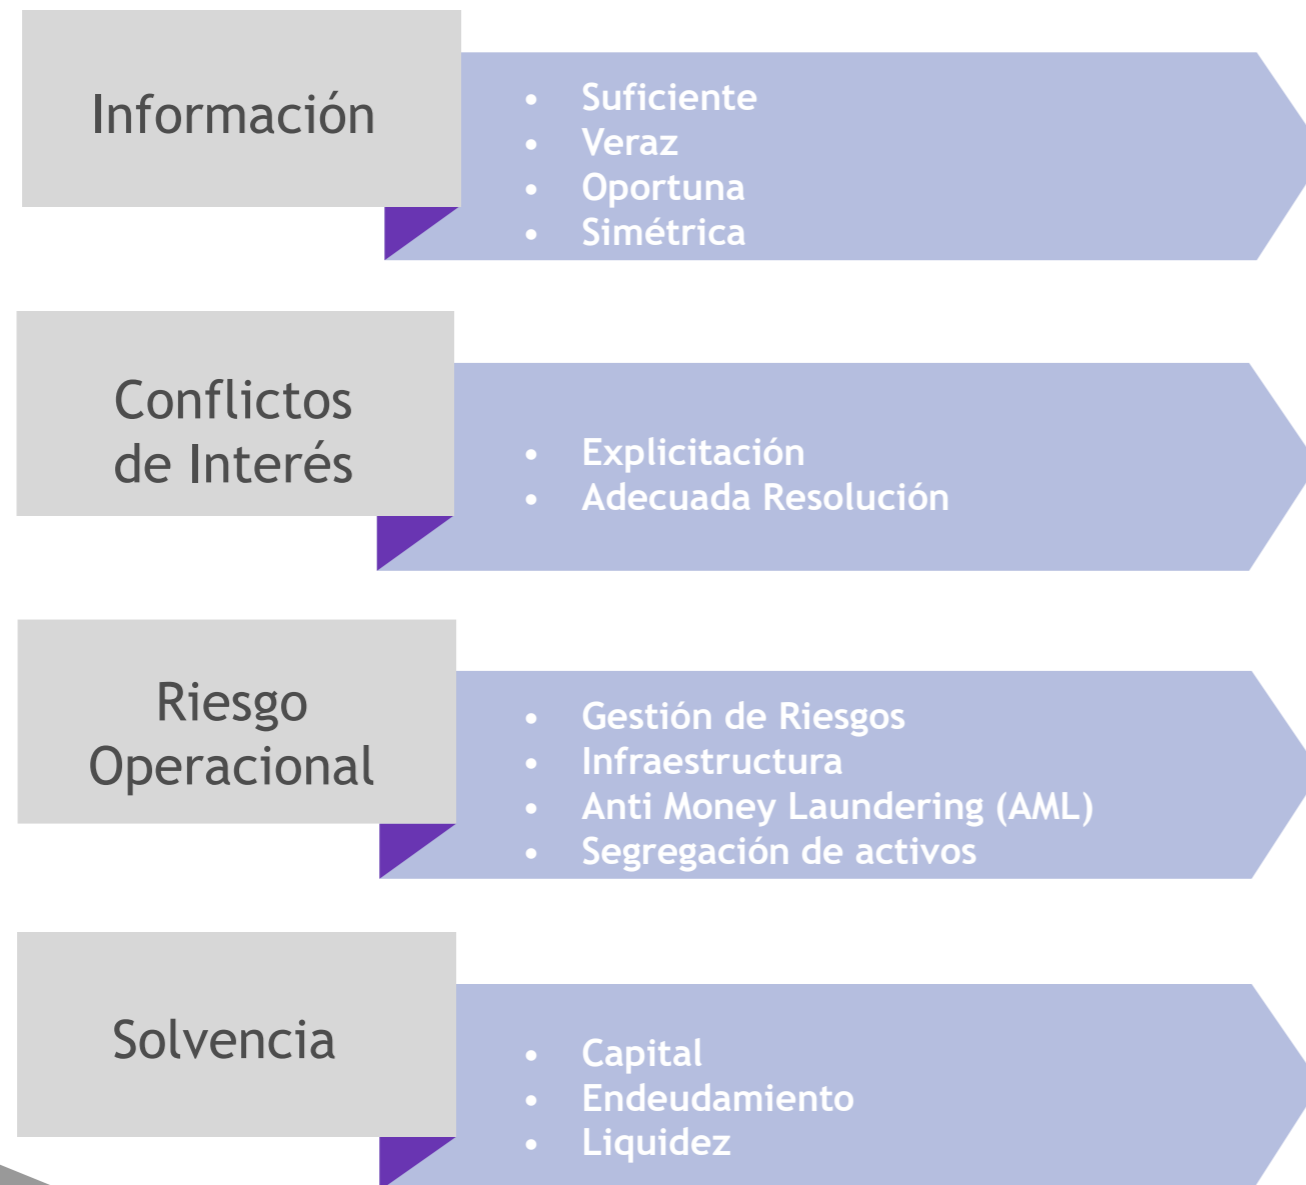 Información
• Suficiente
• Veraz
• Oportuna
• Simétrica
Conflictos
de Interés
• Explicitación
• Adecuada Resolución
Riesgo
Operacional
• Gestión de Riesgos
• Infraestructura
• Anti Money Laundering (AML)
• Segregación de activos
Solvencia
• Capital
• Endeudamiento
• Liquidez